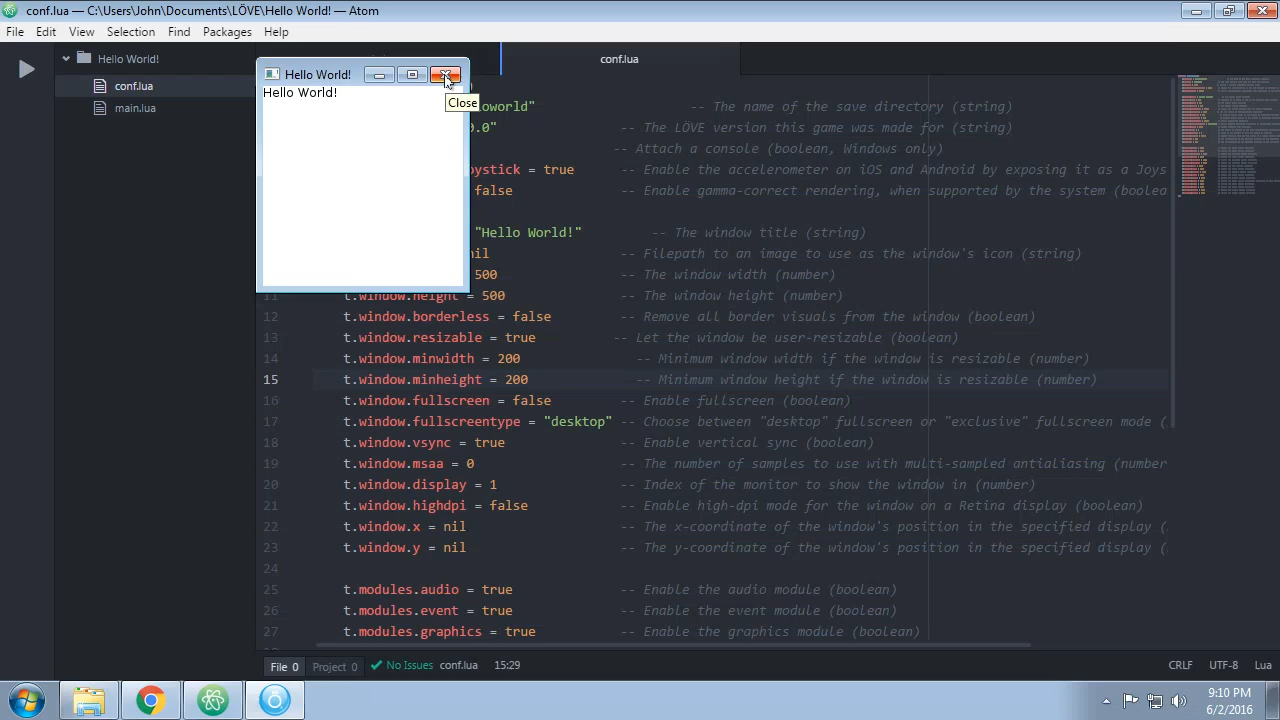 conf.lua — C:\Users\John\Documents\LÖVE\Hello World! — Atom
File Edit View Selection Find Packages Help
Hello World!
conf.lua
main.lua
conf.lua
Hello World!
Hello World!
Close
oworld" -- The name of the save directory (string)
0.0" -- The LÖVE version this game was made for (string)
-- Attach a console Windows only
ystick = true -- Enable the on iOS and by exposing it as a
false -- Enable gamma-correct rendering, when supported by the system (boolea
"Hello World!" -- The window title (string)
il -- Filepath to an image to use as the window's icon (string)
500 -- The window width (number)
11 t.window.height = 500 -- The window height (number)
12 t.window.borderless = false -- Remove all border visuals from the window (boolean)
13 t.window.resizable = true -- Let the window be user-resizable (boolean)
14 t.window.minwidth = 200 -- Minimum window width if the window is resizable (number)
15 t.window.minheight = 200 -- Minimum window height if the window is resizable (number)
16 t.window.fullscreen = false -- Enable fullscreen (boolean)
17 t.window.fullscreentype = "desktop" -- Choose between "desktop" fullscreen or "exclusive" fullscreen mode (
18 t.window.vsync = true -- Enable vertical sync (boolean)
19 t.window.msaa = 0 -- The number of samples to use with multi-sampled antialiasing (number
20 t.window.display = 1 -- Index of the monitor to show the window in (number)
21 t.window.highdpi = false -- Enable high-dpi mode for the window on a Retina display (boolean)
22 t.window.x = nil -- The x-coordinate of the window's position in the specified display (
23 t.window.y = nil -- The y-coordinate of the window's position in the specified display (
24
25 t.modules.audio = true -- Enable the audio module (boolean)
26 t.modules.event = true -- Enable the event module (boolean)
27 t.modules.graphics = true -- Enable the graphics module (boolean)
File 0 Project 0 No Issues conf.lua 15:29 CRLF UTF-8 Lua
9:10 PM
6/2/2016